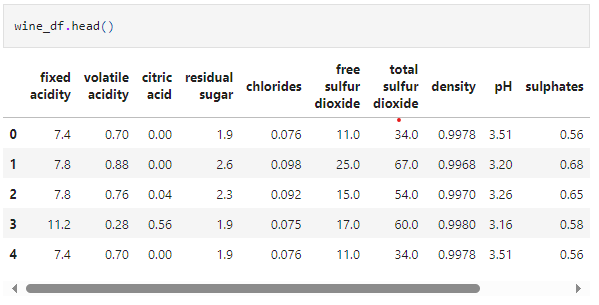 wine_df.head()
fixed acidity volatile acidity citric acid residual sugar chlorides free sulfur dioxide total sulfur dioxide density pH sulphates
0 7.4 0.70 0.00 1.9 0.076 11.0 34.0 0.9978 3.51 0.56
1 7.8 0.88 0.00 2.6 0.098 25.0 67.0 0.9968 3.20 0.68
2 7.8 0.76 0.04 2.3 0.092 15.0 54.0 0.9970 3.26 0.65
3 11.2 0.28 0.56 1.9 0.075 17.0 60.0 0.9980 3.16 0.58
4 7.4 0.70 0.00 1.9 0.076 11.0 34.0 0.9978 3.51 0.56